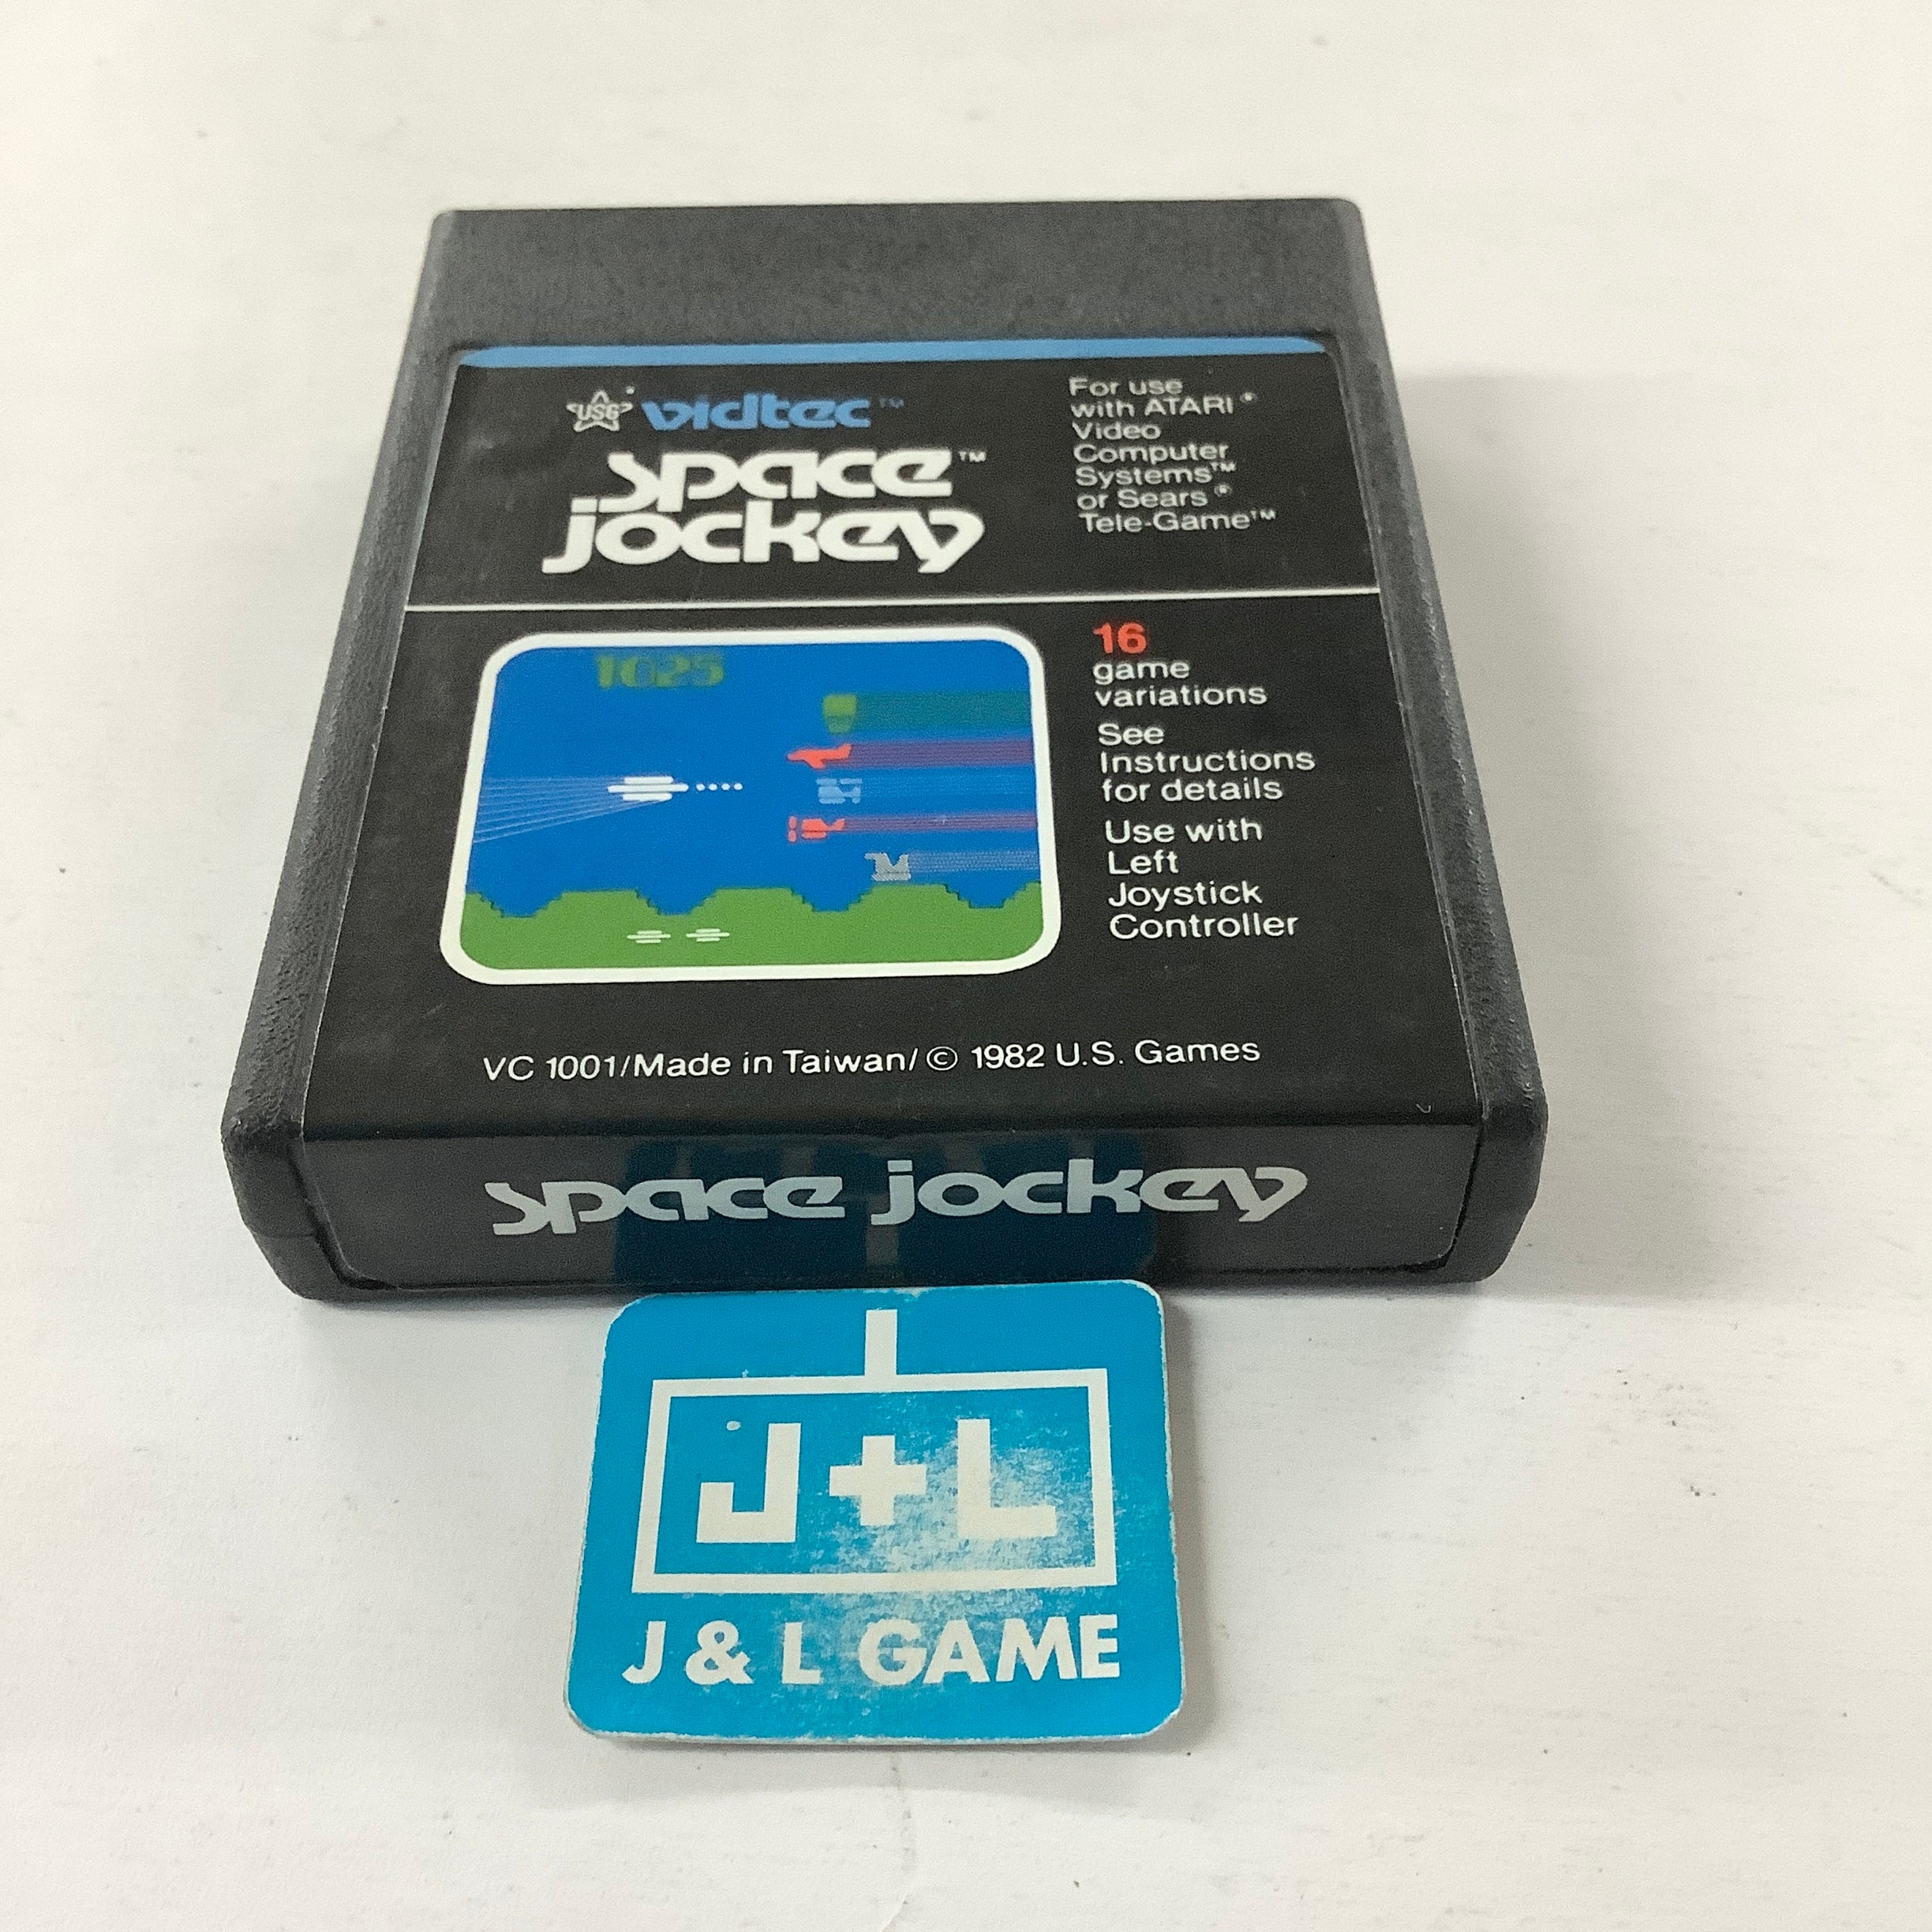 USG vidtec™
space™
jockey
For use
with ATARI®
Video
Computer
Systems™
or Sears®
Tele-Game™
1625
16
game
variations
See
Instructions
for details
Use with
Left
Joystick
Controller
VC 1001/Made in Taiwan/© 1982 U.S. Games
space jockey
J+L
J & L GAME